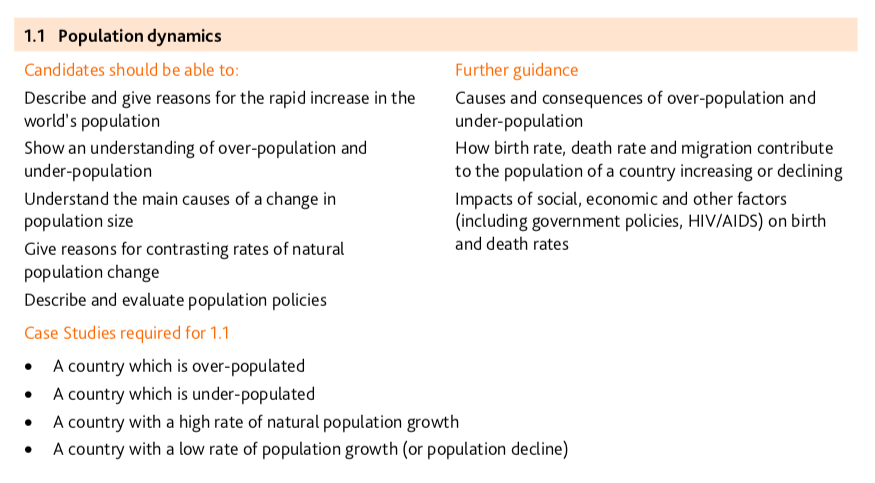 1.1 Population dynamics
Candidates should be able to:
Describe and give reasons for the rapid increase in the
world's population
Show an understanding of over-population and
under-population
Understand the main causes of a change in
population size
Give reasons for contrasting rates of natural
population change
Describe and evaluate population policies
Further guidance
Causes and consequences of over-population and
under-population
How birth rate, death rate and migration contribute
to the population of a country increasing or declining
Impacts of social, economic and other factors
(including government policies, HIV/AIDS) on birth
and death rates
Case Studies required for 1.1
• A country which is over-populated
• A country which is under-populated
• A country with a high rate of natural population growth
• A country with a low rate of population growth (or population decline)